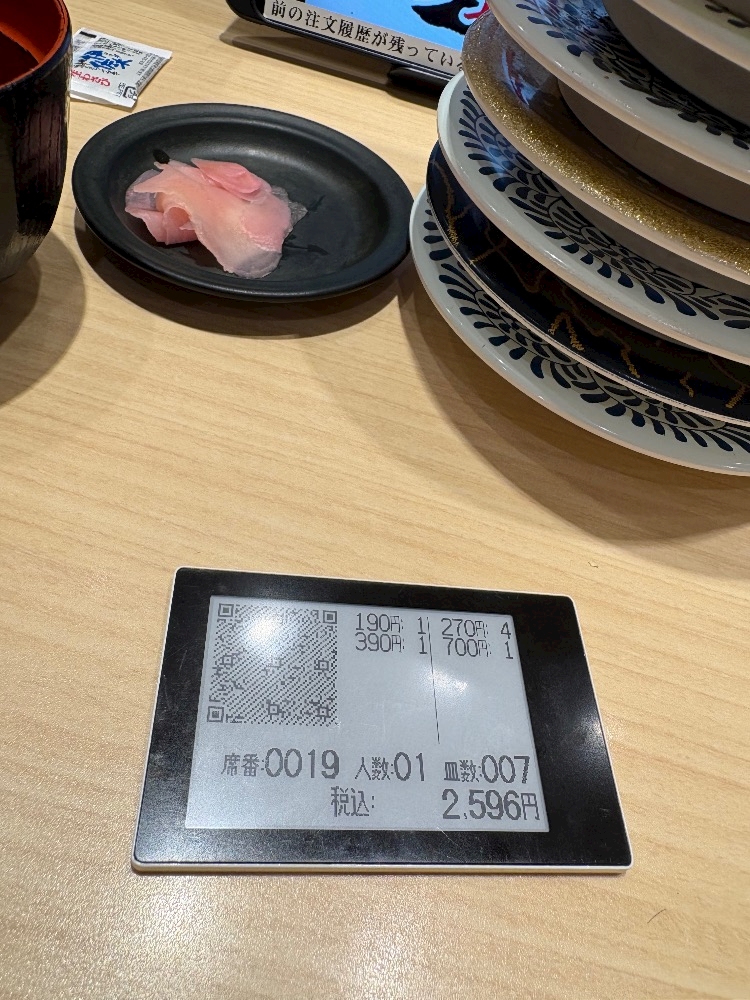 前の注文履歴が残っている
190円: 1 270円: 4
390円: 1 700円: 1
席番:0019 人数:01 皿数:007
税込: 2,596円